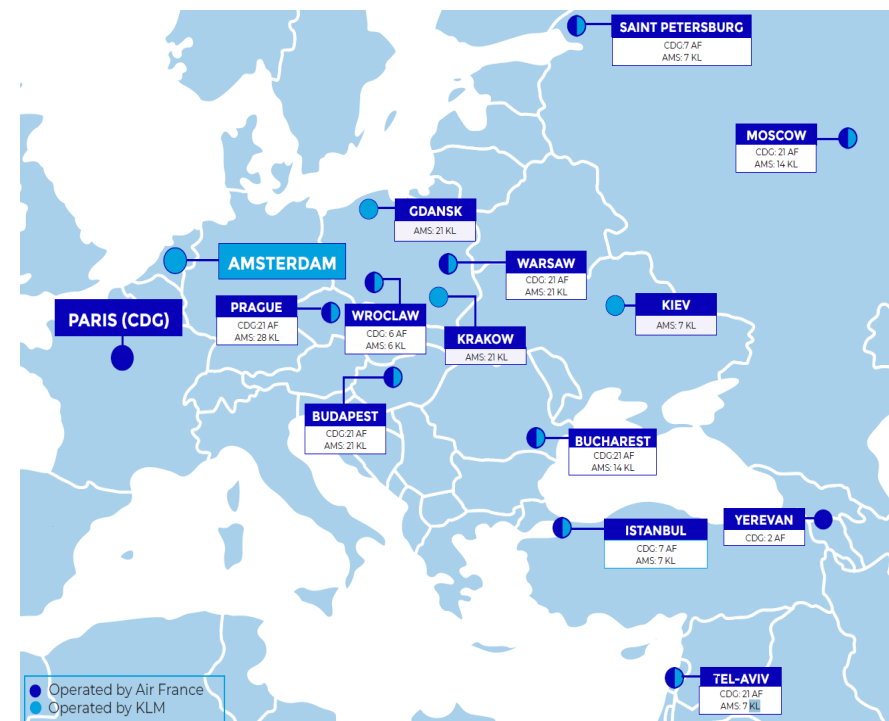 SAINT PETERSBURG
CDG:7 AF
AMS: 7 KL
MOSCOW
CDG: 21 AF
AMS: 14 KL
GDANSK
AMS: 21 KL
AMSTERDAM
WARSAW
CDG: 21 AF
AMS: 21 KL
PARIS (CDG)
PRAGUE
CDG:21 AF
AMS: 28 KL
WROCLAW
CDG: 6 AF
AMS: 6 KL
KRAKOW
AMS: 21 KL
KIEV
AMS: 7 KL
BUDAPEST
CDG:21 AF
AMS: 21 KL
BUCHAREST
CDG:21 AF
AMS: 14 KL
ISTANBUL
CDG: 7 AF
AMS: 7 KL
YEREVAN
CDG: 2 AF
TEL-AVIV
CDG: 21 AF
AMS: 7 KL
Operated by Air France
Operated by KLM